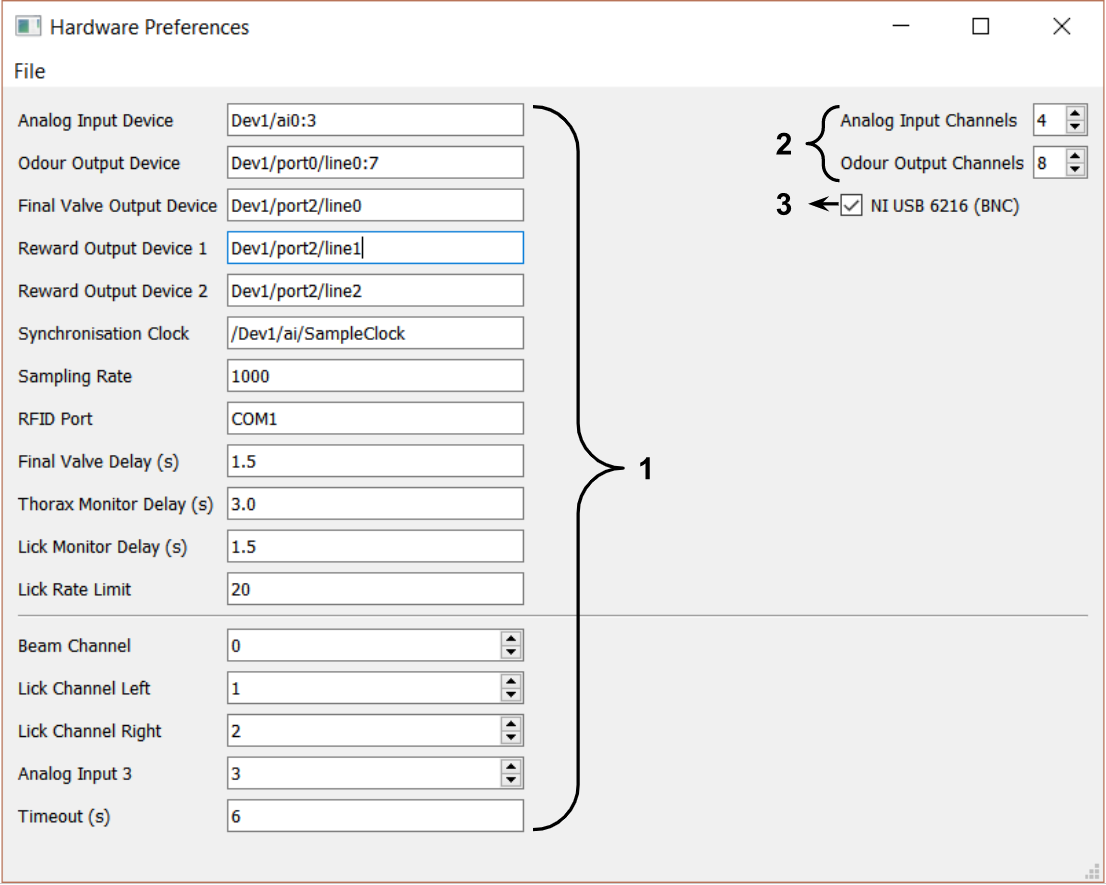 Hardware Preferences
File
Analog Input Device Dev1/ai0:3
Odour Output Device Dev1/port0/line0:7
Final Valve Output Device Dev1/port2/line0
Reward Output Device 1 Dev1/port2/line1
Reward Output Device 2 Dev1/port2/line2
Synchronisation Clock /Dev1/ai/SampleClock
Sampling Rate 1000
RFID Port COM1
Final Valve Delay (s) 1.5
Thorax Monitor Delay (s) 3.0
Lick Monitor Delay (s) 1.5
Lick Rate Limit 20
Beam Channel 0
Lick Channel Left 1
Lick Channel Right 2
Analog Input 3 3
Timeout (s) 6
1
2
Analog Input Channels 4
Odour Output Channels 8
3 NI USB 6216 (BNC)